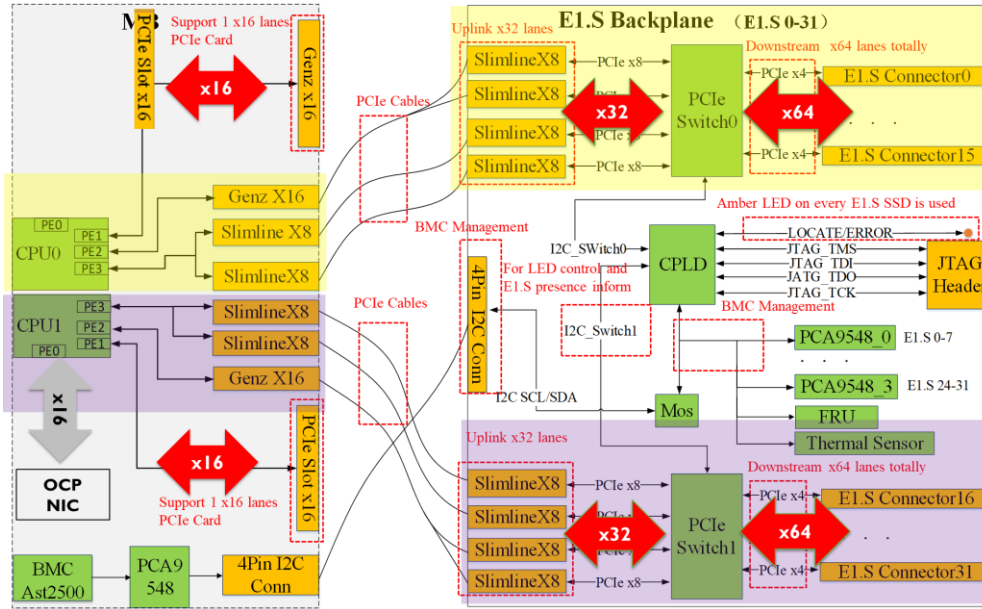 M
Support 1 x16 lanes
PCIe Card
PCIe Slot x16
x16
Genz x16
Genz X16
Slimline X8
SlimlineX8
PE0
PE1
PE2
PE3
CPU0
CPU1
PE3
PE2
PE1
PE0
SlimlineX8
SlimlineX8
Genz X16
x16
OCP
NIC
x16
PCIe Slot x16
Support 1 x16 lanes
PCIe Card
BMC
Ast2500
PCA9
548
4Pin I2C
Conn
PCIe Cables
BMC Management
PCIe Cables
4Pin I2C Conn
I2C SCL/SDA
E1.S Backplane （E1.S 0-31）
Uplink x32 lanes
SlimlineX8
SlimlineX8
SlimlineX8
SlimlineX8
PCIe x8
PCIe x8
x32
PCIe
Switch0
Downstream x64 lanes totally
PCIe x4
x64
PCIe x4
E1.S Connector0
. . .
E1.S Connector15
Amber LED on every E1.S SSD is used
I2C_SWitch0
For LED control and
E1.S presence inform
I2C_Switch1
CPLD
LOCATE/ERROR
JTAG_TMS
JTAG_TDI
JATG_TDO
JTAG_TCK
JTAG
Header
BMC Management
PCA9548_0
E1.S 0-7
. . .
PCA9548_3
E1.S 24-31
FRU
Thermal Sensor
Mos
Uplink x32 lanes
SlimlineX8
SlimlineX8
SlimlineX8
SlimlineX8
PCIe x8
PCIe x8
x32
PCIe
Switch1
Downstream x64 lanes totally
PCIe x4
x64
PCIe x4
E1.S Connector16
. . .
E1.S Connector31